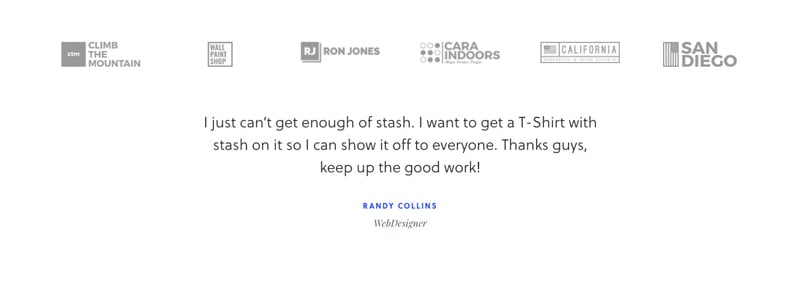 ctm
CLIMB
THE
MOUNTAIN
WALL
PAINT
SHOP
RJ
RON JONES
CARA
INDOORS
CALIFORNIA
SAN
DIEGO
I just can't get enough of stash. I want to get a T-Shirt with
stash on it so I can show it off to everyone. Thanks guys,
keep up the good work!
RANDY COLLINS
WebDesigner